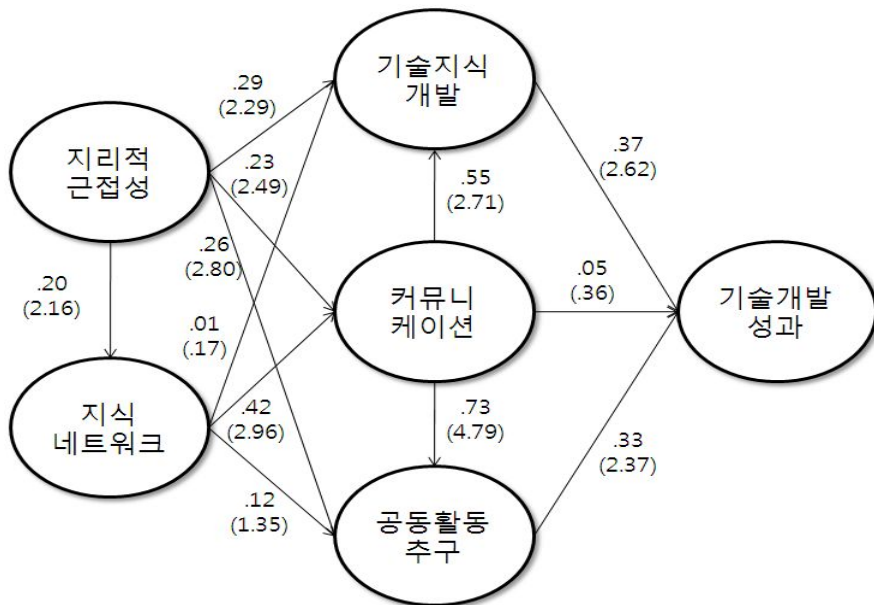 기술지식
개발
.29
(2.29)
지리적
근접성
.23
(2.49)
.37
(2.62)
.55
(2.71)
.26
(2.80)
.20
(2.16)
커뮤니
케이션
.05
(.36)
기술개발
성과
.01
(.17)
지식
네트워크
.42
(2.96)
.73
(4.79)
.33
(2.37)
.12
(1.35)
공동활동
추구